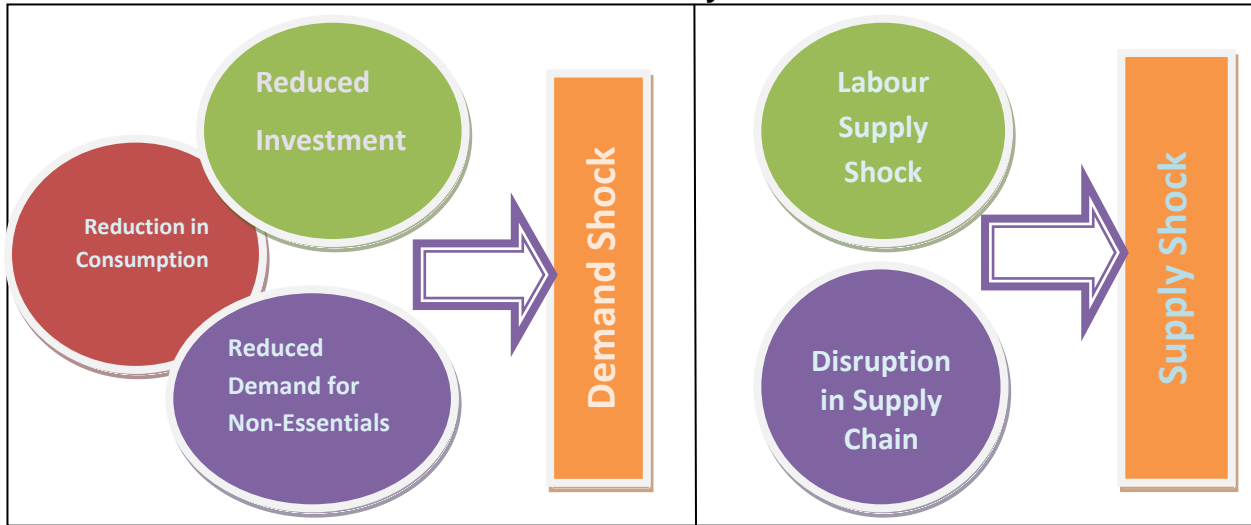 Reduced
Investment
Reduction in
Consumption
Reduced
Demand for
Non-Essentials
Demand Shock
Labour
Supply
Shock
Disruption
in Supply
Chain
Supply Shock